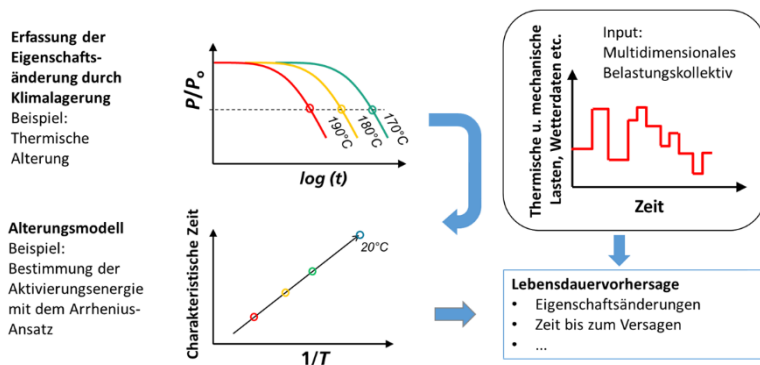 Erfassung der
Eigenschafts-
änderung durch
Klimalagerung
Beispiel:
Thermische
Alterung
P/Po
190°C
180°C
170°C
log (t)
Input:
Multidimensionales
Belastungskollektiv
Thermische u. mechanische
Lasten, Wetterdaten etc.
Zeit
Alterungsmodell
Beispiel:
Bestimmung der
Aktivierungsenergie
mit dem Arrhenius-
Ansatz
Charakteristische Zeit
20°C
1/T
Lebensdauervorhersage
• Eigenschaftsänderungen
• Zeit bis zum Versagen
• ...